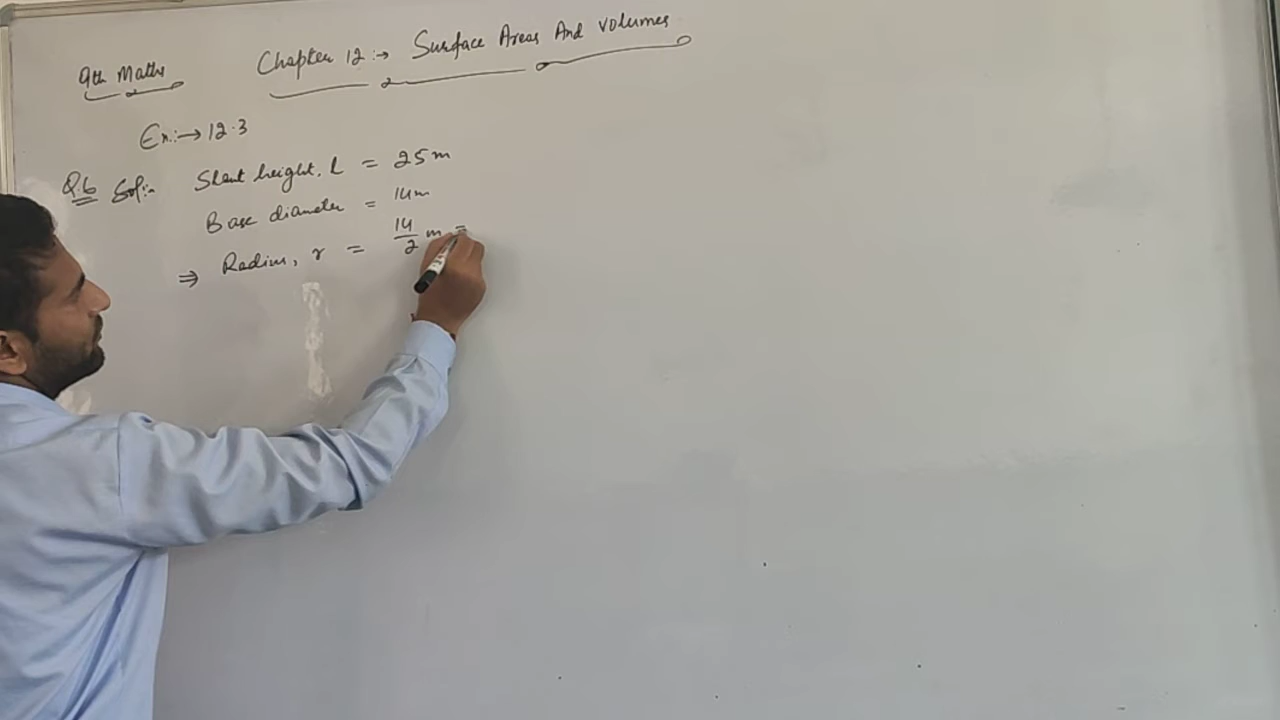 9th Maths Chapter 12:→ Surface Areas And Volumes
Ex:→ 12.3
Q.6 Sol:- Slant height, l = 25 m
Base diameter = 14m
⇒ Radius, r = 14/2 m =